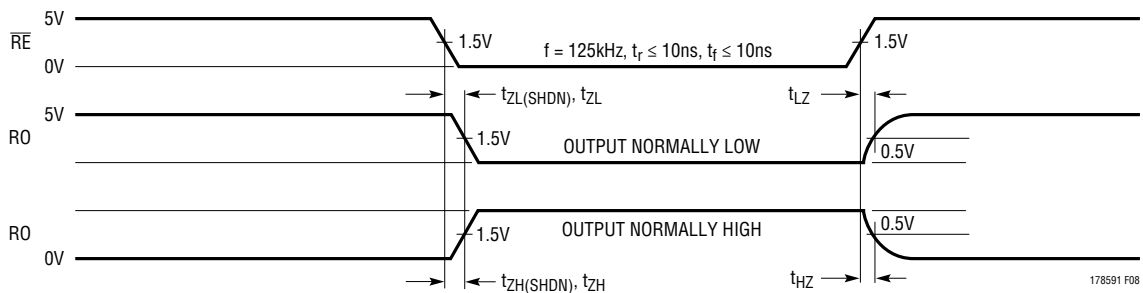 5V
RE
1.5V
f = 125kHz, tr ≤ 10ns, tf ≤ 10ns
1.5V
0V
tZL(SHDN), tZL
tLZ
5V
RO
1.5V
OUTPUT NORMALLY LOW
0.5V
RO
1.5V
OUTPUT NORMALLY HIGH
0.5V
0V
tZH(SHDN), tZH
tHZ
178591 F08